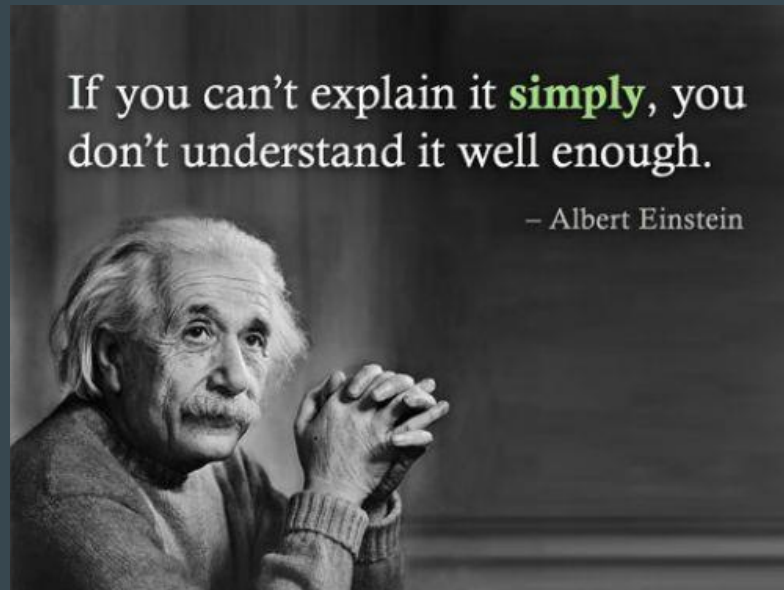 If you can’t explain it simply, you
don’t understand it well enough.
– Albert Einstein